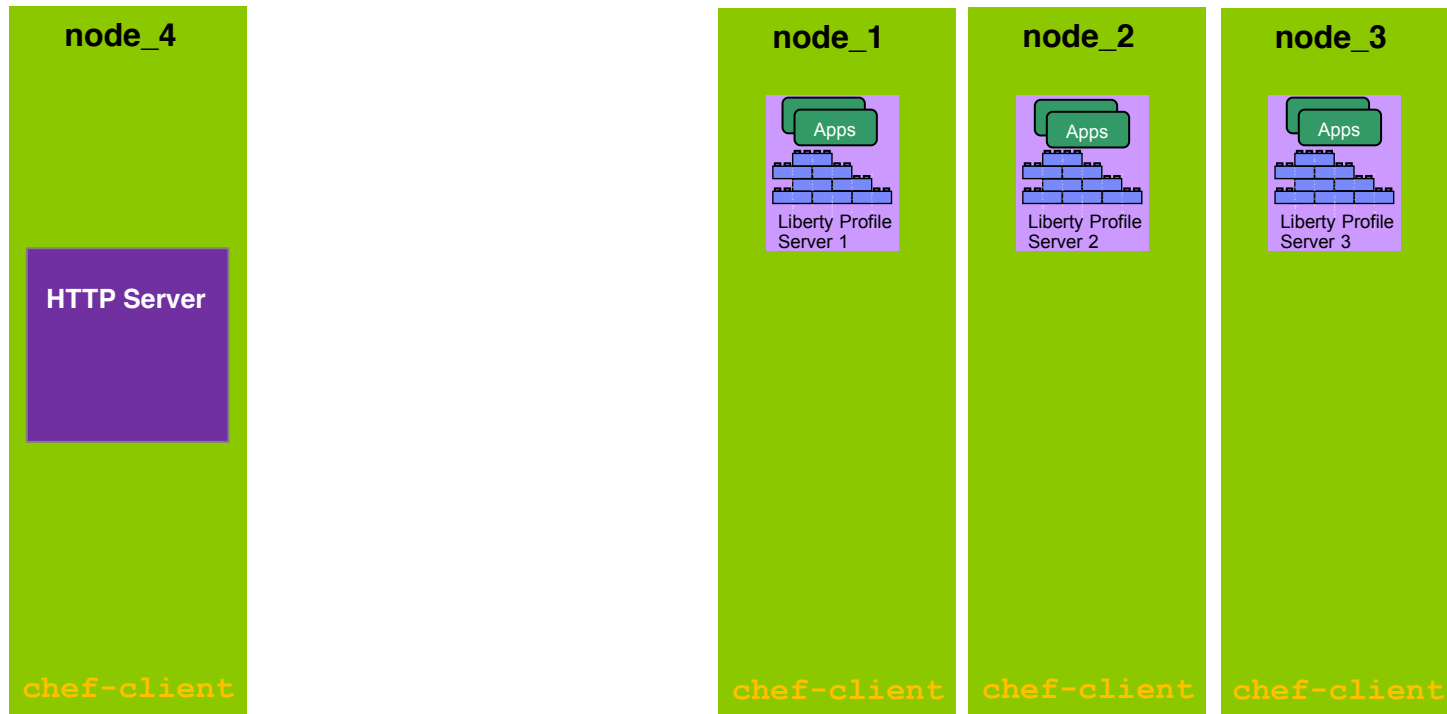 node_4
HTTP Server
chef-client
node_1
Apps
Liberty Profile
Server 1
chef-client
node_2
Apps
Liberty Profile
Server 2
chef-client
node_3
Apps
Liberty Profile
Server 3
chef-client